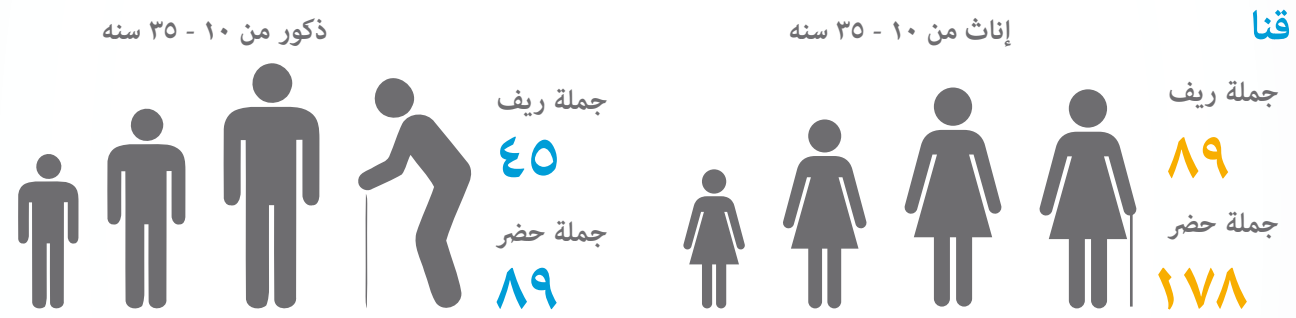 قنا
إناث من ١٠ - ٣٥ سنه
جملة ريف
٨٩
جملة حضر
١٧٨
ذكور من ١٠ - ٣٥ سنه
جملة ريف
٤٥
جملة حضر
٨٩